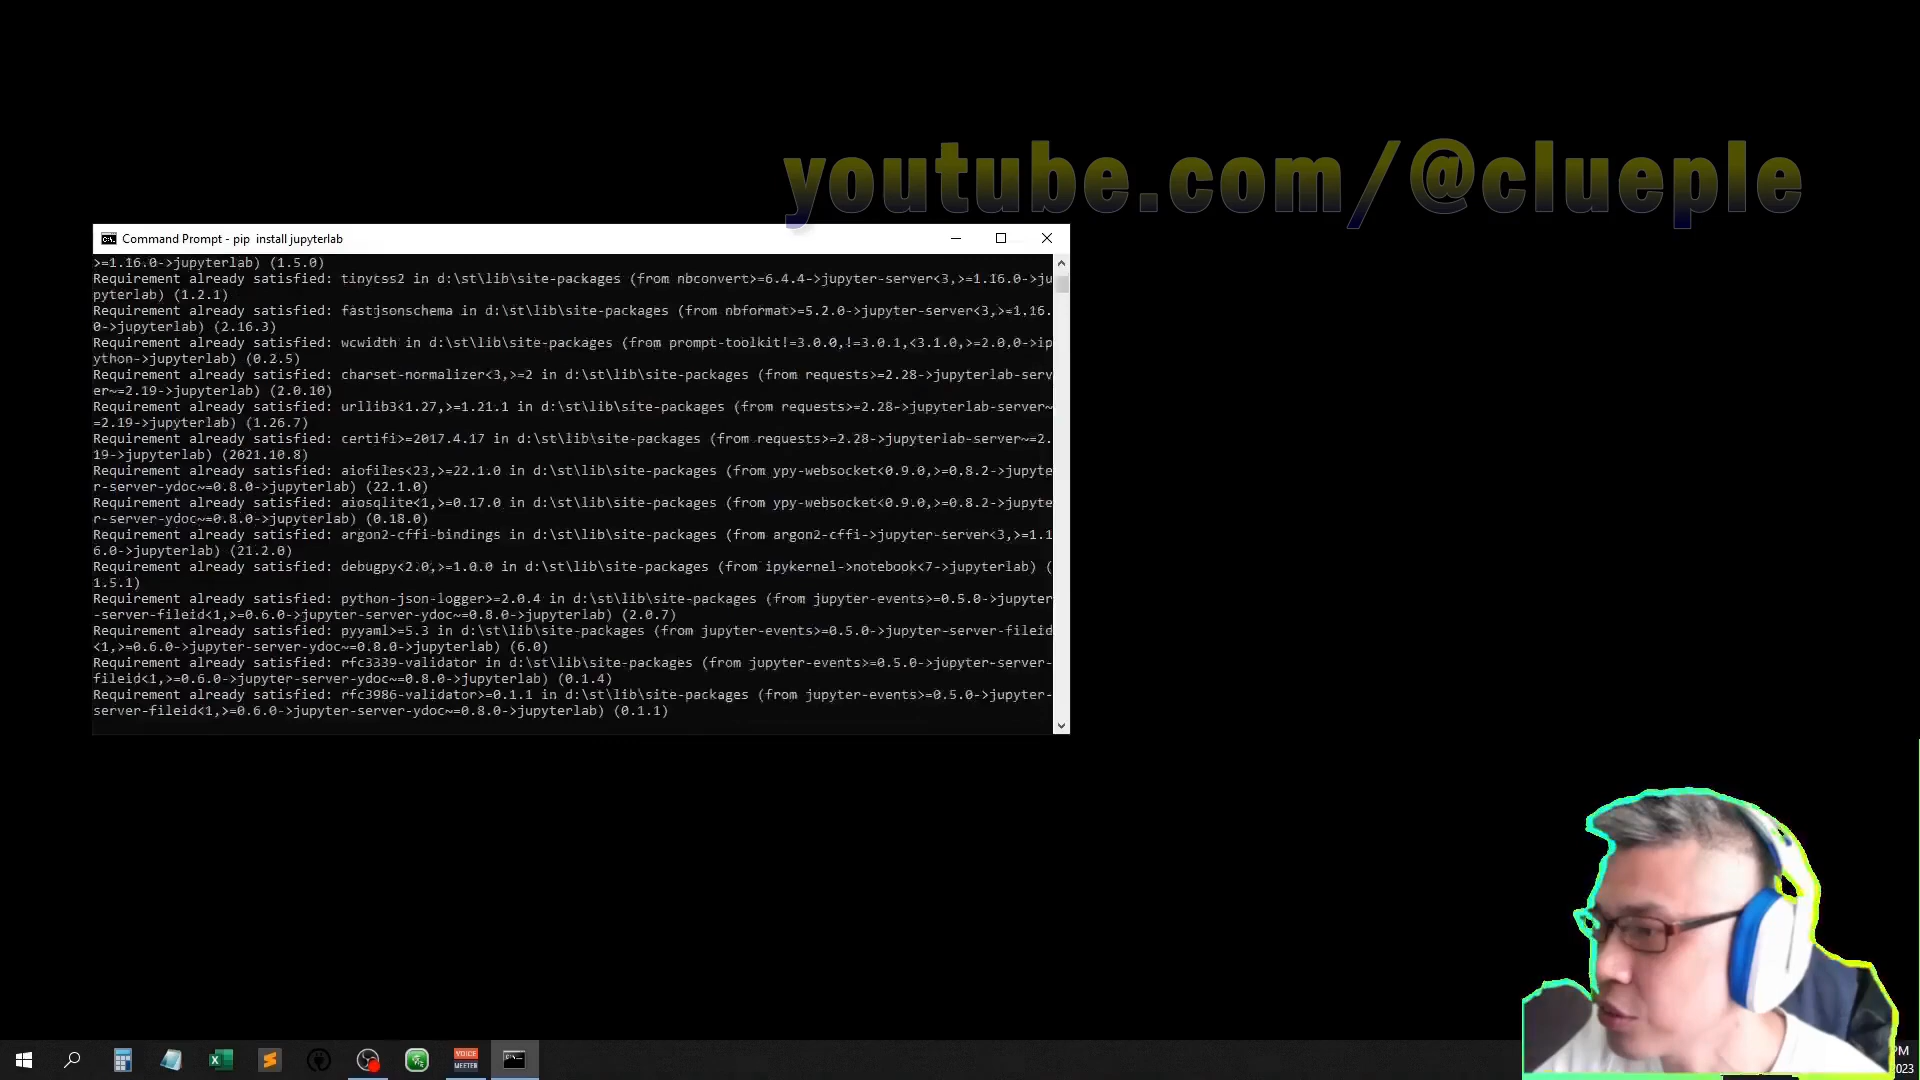 youtube.com/@clueple
Command Prompt - pip  install jupyterlab
>=1.16.0->jupyterlab) (1.5.0)
Requirement already satisfied: tinycss2 in d:\st\lib\site-packages (from nbconvert>=6.4.4->jupyter-server<3,>=1.16.0->ju
pyterlab) (1.2.1)
Requirement already satisfied: fastjsonschema in d:\st\lib\site-packages (from nbformat>=5.2.0->jupyter-server<3,>=1.16.
0->jupyterlab) (2.16.3)
Requirement already satisfied: wcwidth in d:\st\lib\site-packages (from prompt-toolkit!=3.0.0,!=3.0.1,<3.1.0,>=2.0.0->ip
ython->jupyterlab) (0.2.5)
Requirement already satisfied: charset-normalizer<3,>=2 in d:\st\lib\site-packages (from requests>=2.28->jupyterlab-serv
er~=2.19->jupyterlab) (2.0.10)
Requirement already satisfied: urllib3<1.27,>=1.21.1 in d:\st\lib\site-packages (from requests>=2.28->jupyterlab-server~
=2.19->jupyterlab) (1.26.7)
Requirement already satisfied: certifi>=2017.4.17 in d:\st\lib\site-packages (from requests>=2.28->jupyterlab-server~=2.
19->jupyterlab) (2021.10.8)
Requirement already satisfied: aiofiles<23,>=22.1.0 in d:\st\lib\site-packages (from ypy-websocket<0.9.0,>=0.8.2->jupyte
r-server-ydoc~=0.8.0->jupyterlab) (22.1.0)
Requirement already satisfied: aiosqlite<1,>=0.17.0 in d:\st\lib\site-packages (from ypy-websocket<0.9.0,>=0.8.2->jupyte
r-server-ydoc~=0.8.0->jupyterlab) (0.18.0)
Requirement already satisfied: argon2-cffi-bindings in d:\st\lib\site-packages (from argon2-cffi->jupyter-server<3,>=1.1
6.0->jupyterlab) (21.2.0)
Requirement already satisfied: debugpy<2.0,>=1.0.0 in d:\st\lib\site-packages (from ipykernel->notebook<7->jupyterlab) (
1.5.1)
Requirement already satisfied: python-json-logger>=2.0.4 in d:\st\lib\site-packages (from jupyter-events>=0.5.0->jupyter
-server-fileid<1,>=0.6.0->jupyter-server-ydoc~=0.8.0->jupyterlab) (2.0.7)
Requirement already satisfied: pyyaml>=5.3 in d:\st\lib\site-packages (from jupyter-events>=0.5.0->jupyter-server-fileid
<1,>=0.6.0->jupyter-server-ydoc~=0.8.0->jupyterlab) (6.0)
Requirement already satisfied: rfc3339-validator in d:\st\lib\site-packages (from jupyter-events>=0.5.0->jupyter-server-
fileid<1,>=0.6.0->jupyter-server-ydoc~=0.8.0->jupyterlab) (0.1.4)
Requirement already satisfied: rfc3986-validator>=0.1.1 in d:\st\lib\site-packages (from jupyter-events>=0.5.0->jupyter-
server-fileid<1,>=0.6.0->jupyter-server-ydoc~=0.8.0->jupyterlab) (0.1.1)
VOICE
MEETER
PM
023